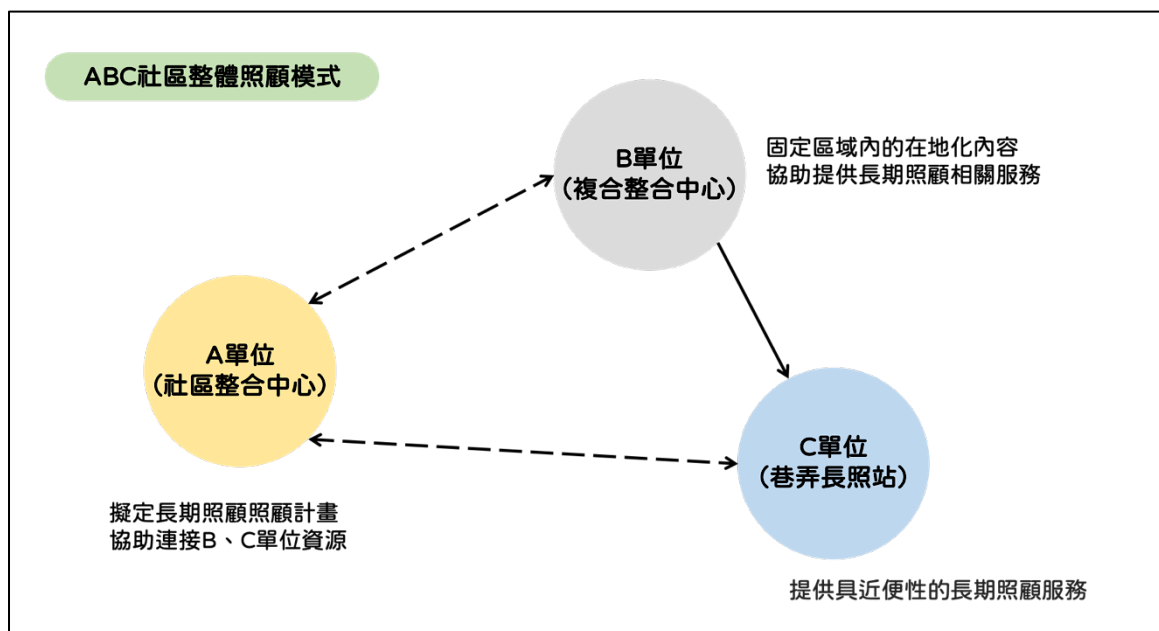 ABC社區整體照顧模式
B單位
(複合整合中心)
固定區域內的在地化內容
協助提供長期照顧相關服務
A單位
(社區整合中心)
擬定長期照顧照顧計畫
協助連接B、C單位資源
C單位
(巷弄長照站)
提供具近便性的長期照顧服務